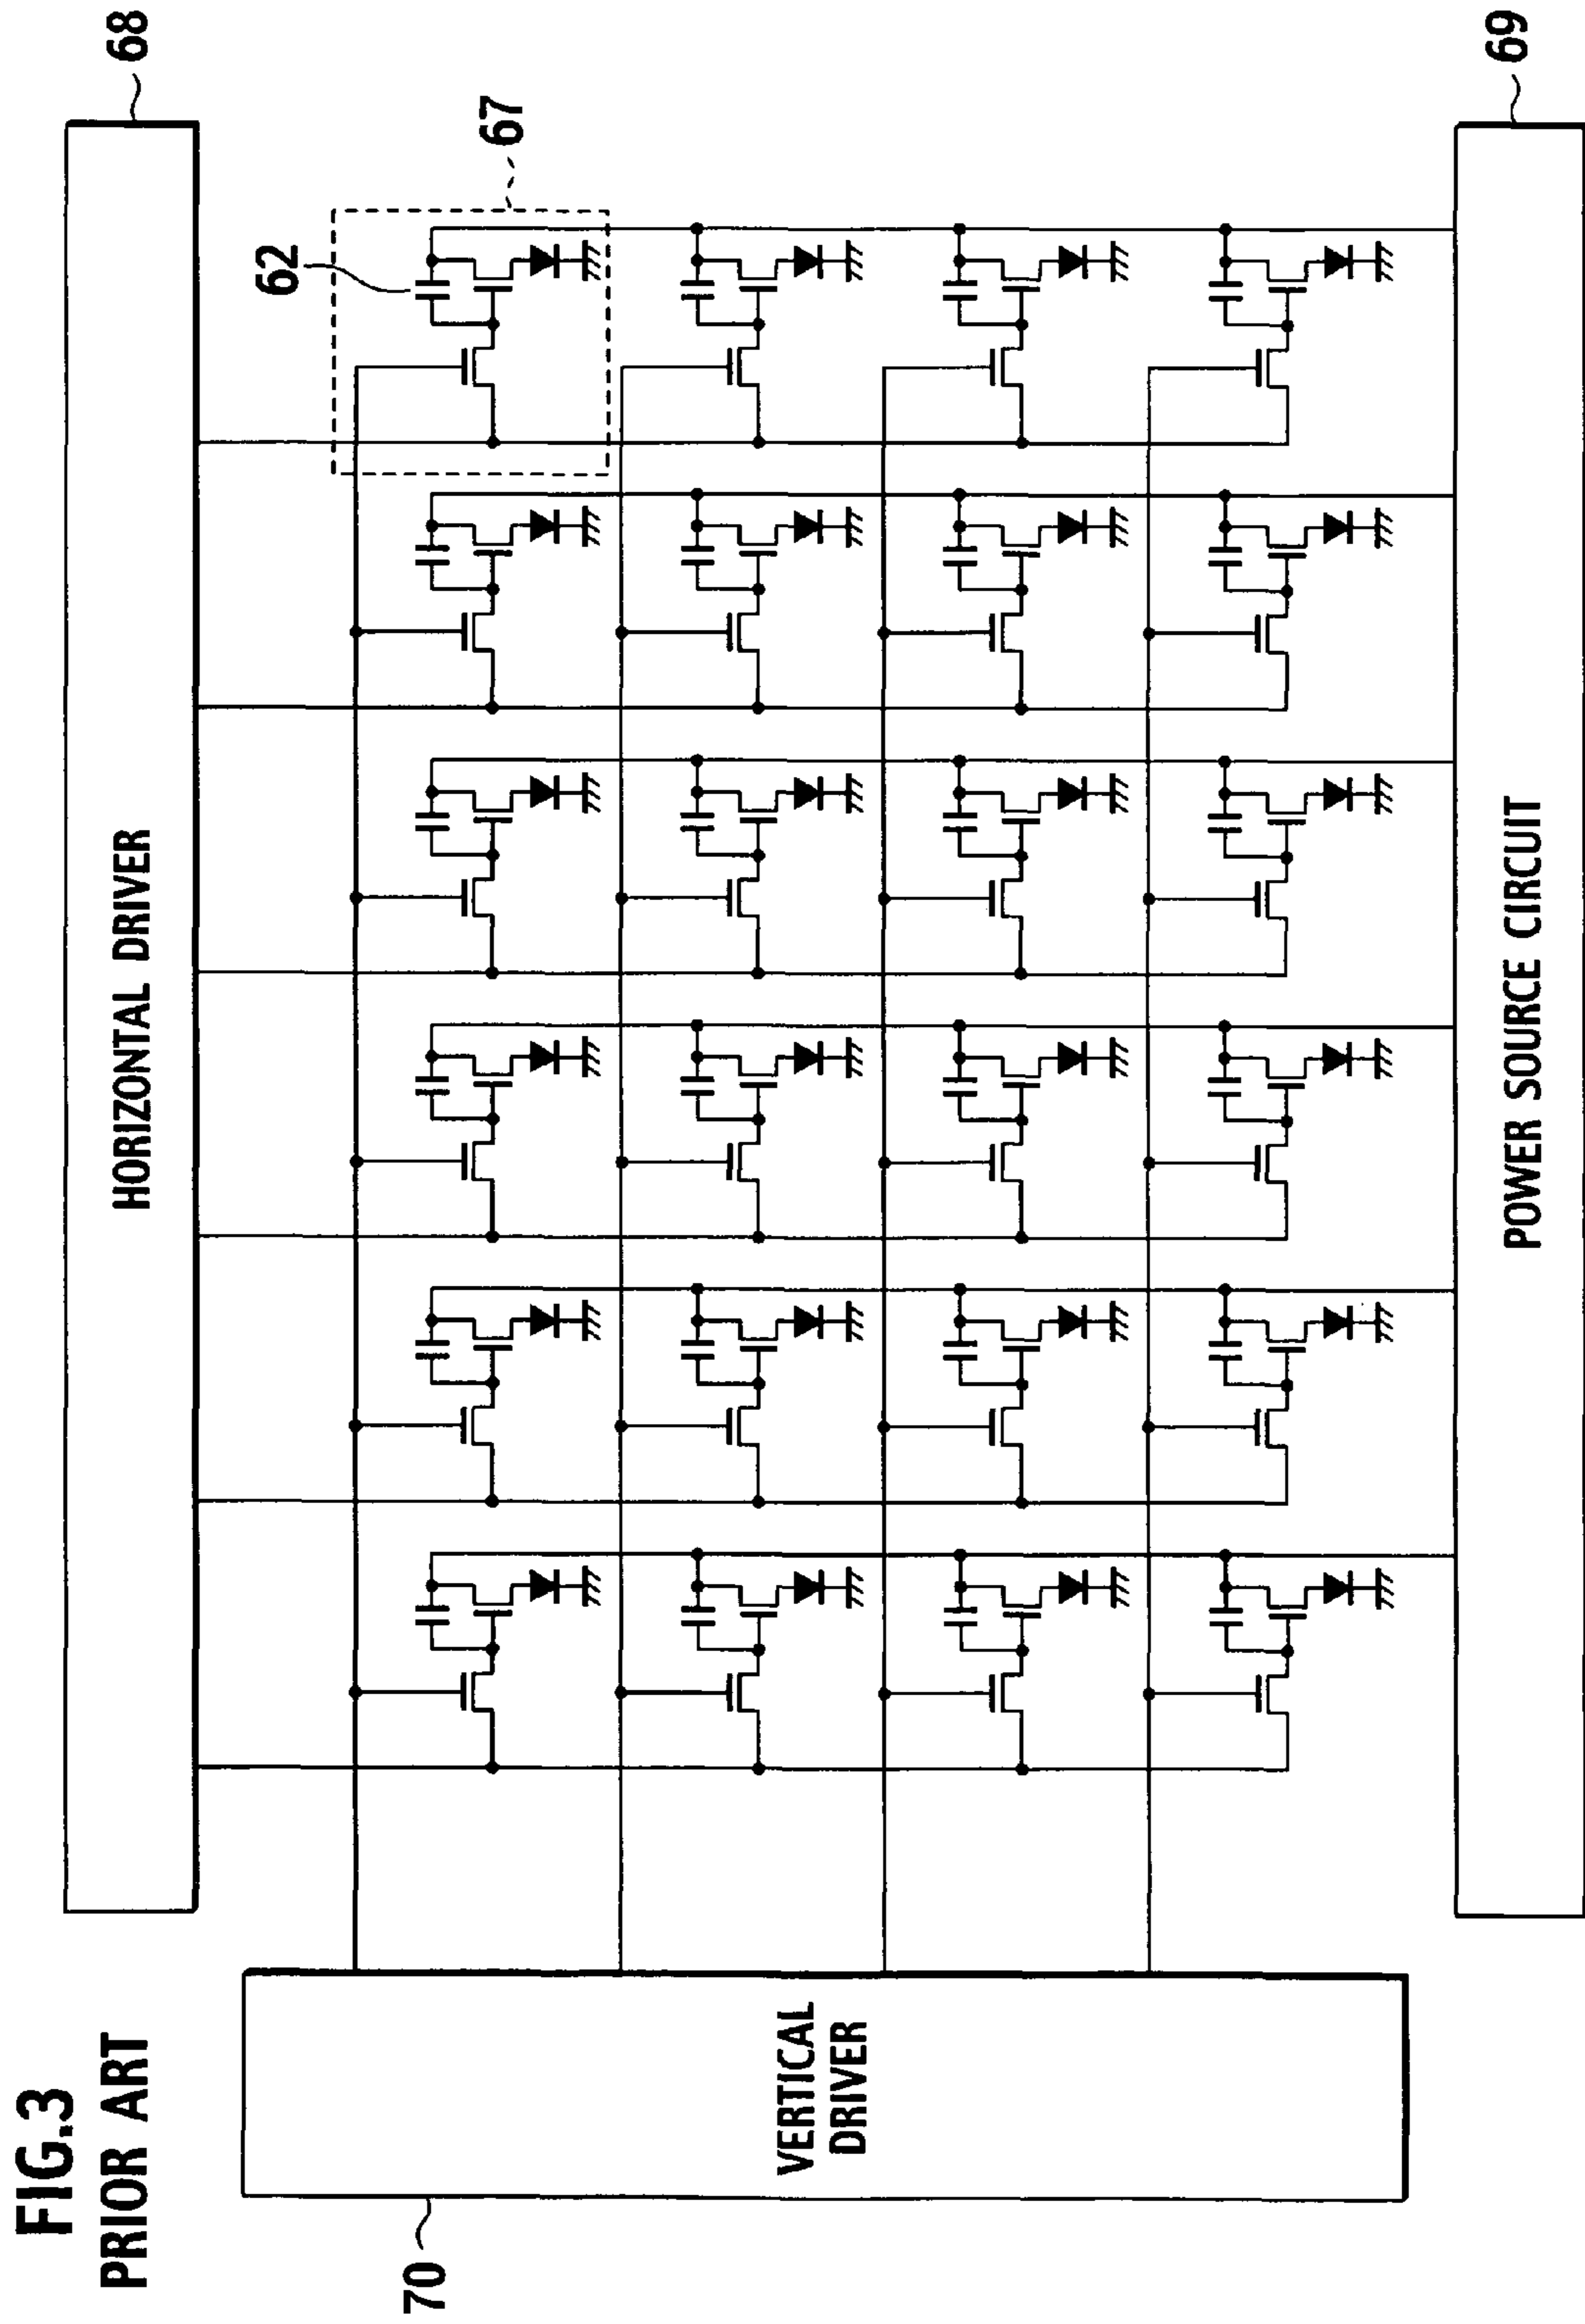 FIG.3
PRIOR ART
68
HORIZONTAL DRIVER
67
62
70
VERTICAL
DRIVER
POWER SOURCE CIRCUIT
69